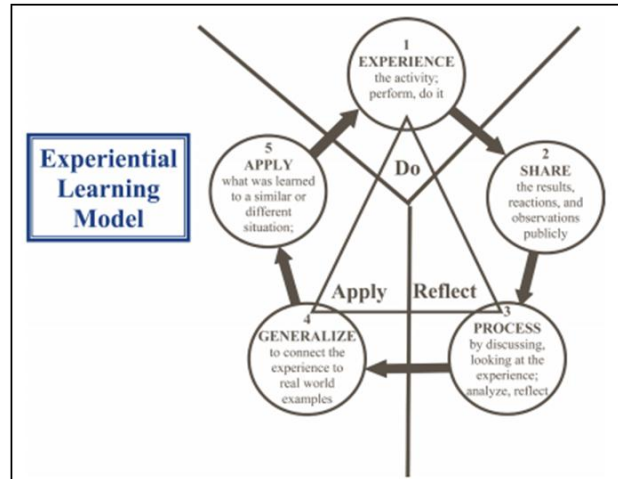 Experiential
Learning
Model
1
EXPERIENCE
the activity;
perform, do it
2
SHARE
the results,
reactions, and
observations
publicly
3
PROCESS
by discussing,
looking at the
experience;
analyze, reflect
4
GENERALIZE
to connect the
experience to
real world
examples
5
APPLY
what was learned
to a similar or
different
situation;
Do
Reflect
Apply